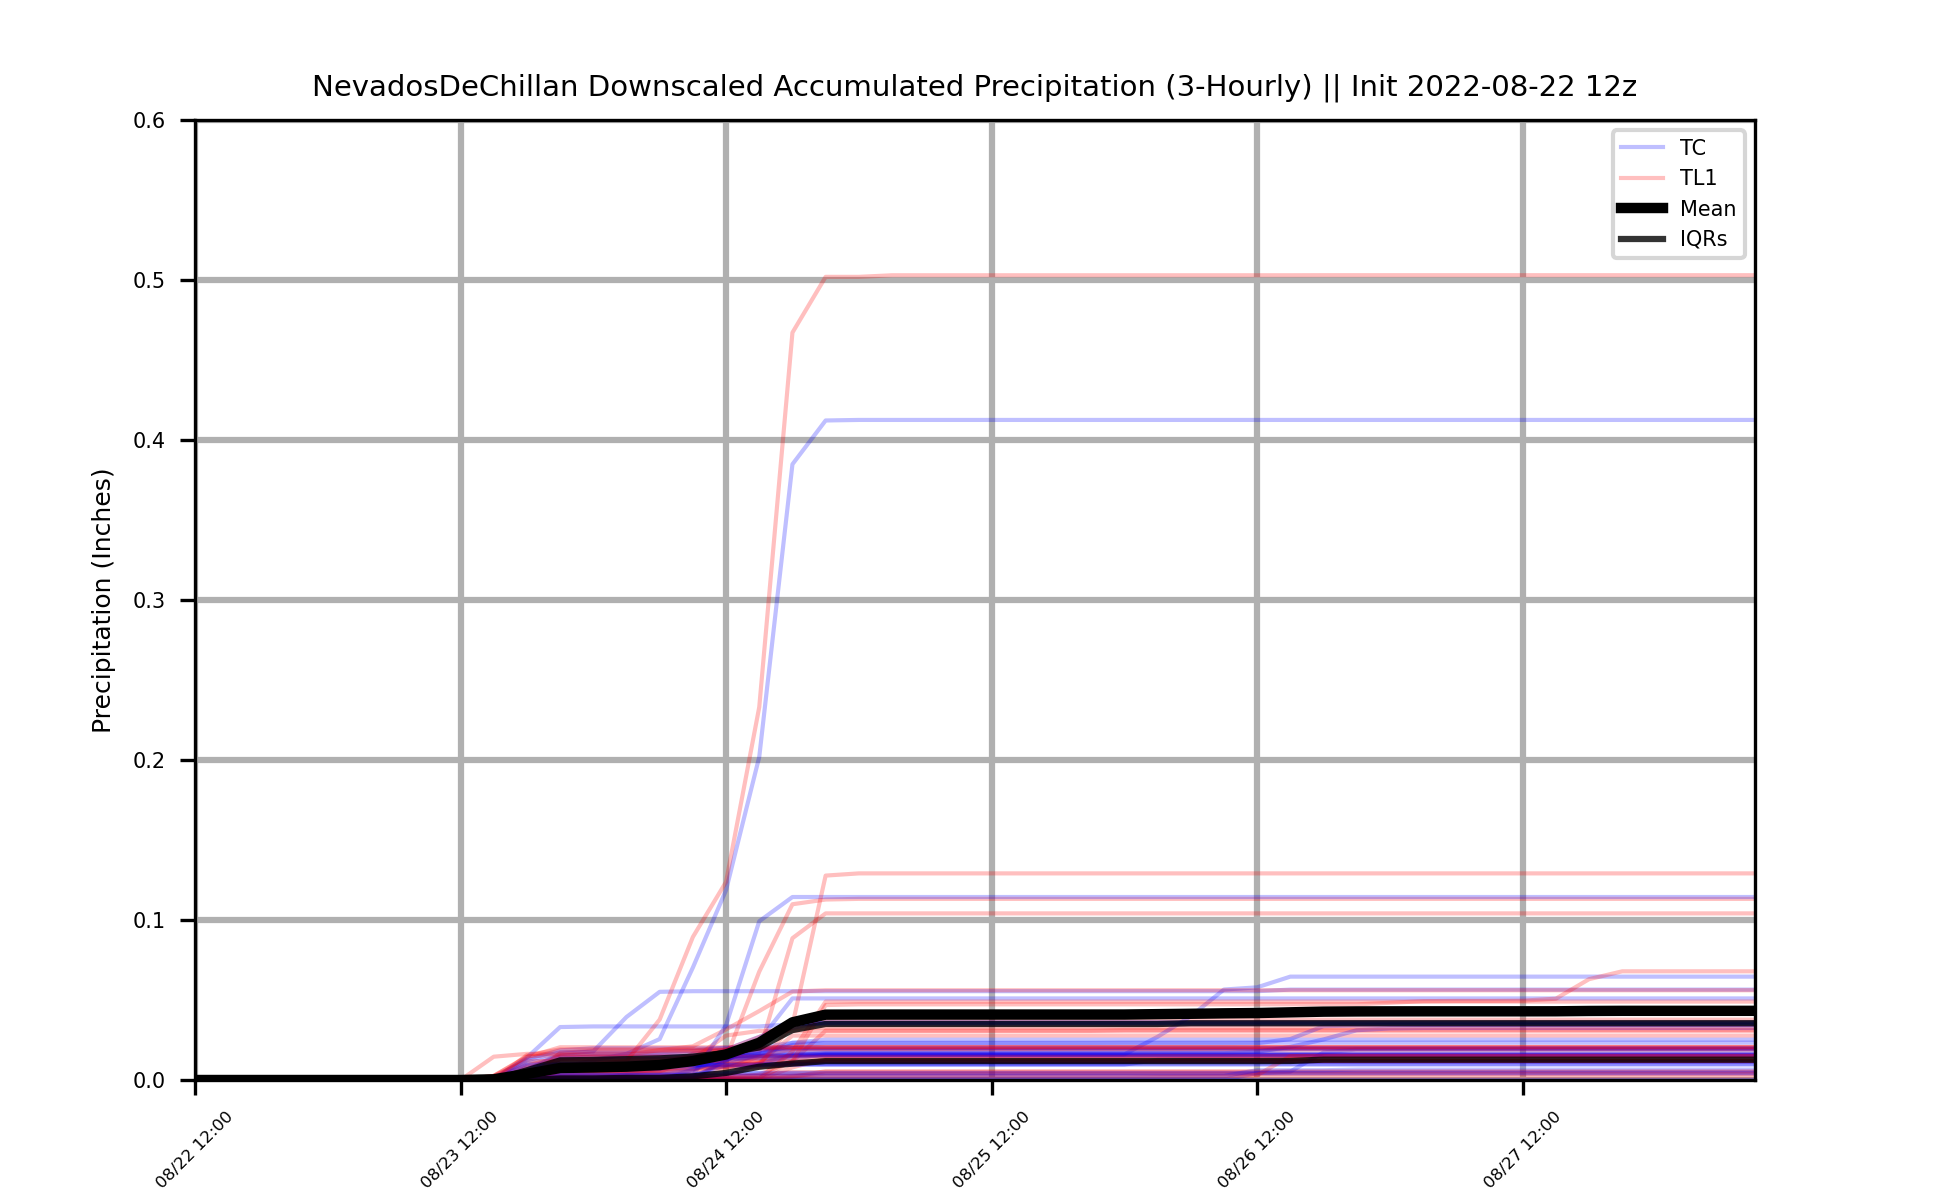 NevadosDeChillan Downscaled Accumulated Precipitation (3-Hourly) || Init 2022-08-22 12z
TC
TL1
Mean
IQRs
Precipitation (Inches)
0.6
0.5
0.4
0.3
0.2
0.1
0.0
08/22 12:00
08/23 12:00
08/24 12:00
08/25 12:00
08/26 12:00
08/27 12:00